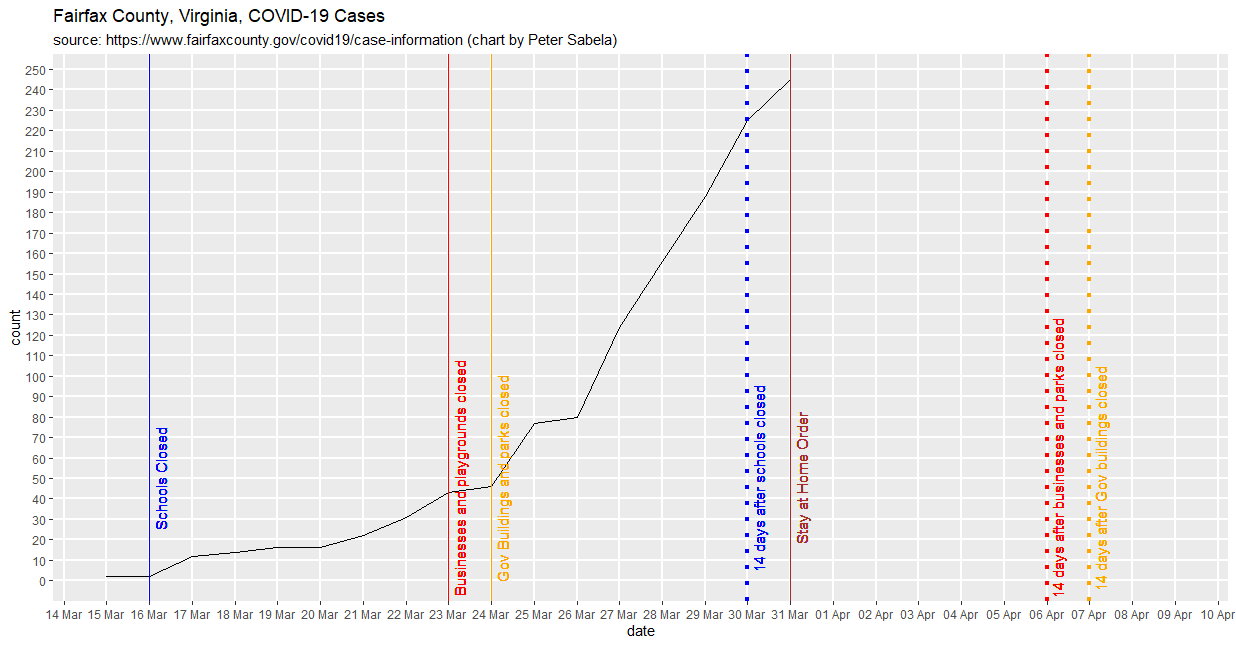 Fairfax County, Virginia, COVID-19 Cases
source: https://www.fairfaxcounty.gov/covid19/case-information (chart by Peter Sabela)
count
250
240
230
220
210
200
190
180
170
160
150
140
130
120
110
100
90
80
70
60
50
40
30
20
10
0
Schools Closed
Businesses and playgrounds closed
Gov Buildings and parks closed
14 days after schools closed
Stay at Home Order
14 days after businesses and parks closed
14 days after Gov buildings closed
14 Mar 15 Mar 16 Mar 17 Mar 18 Mar 19 Mar 20 Mar 21 Mar 22 Mar 23 Mar 24 Mar 25 Mar 26 Mar 27 Mar 28 Mar 29 Mar 30 Mar 31 Mar 01 Apr 02 Apr 03 Apr 04 Apr 05 Apr 06 Apr 07 Apr 08 Apr 09 Apr 10 Apr
date